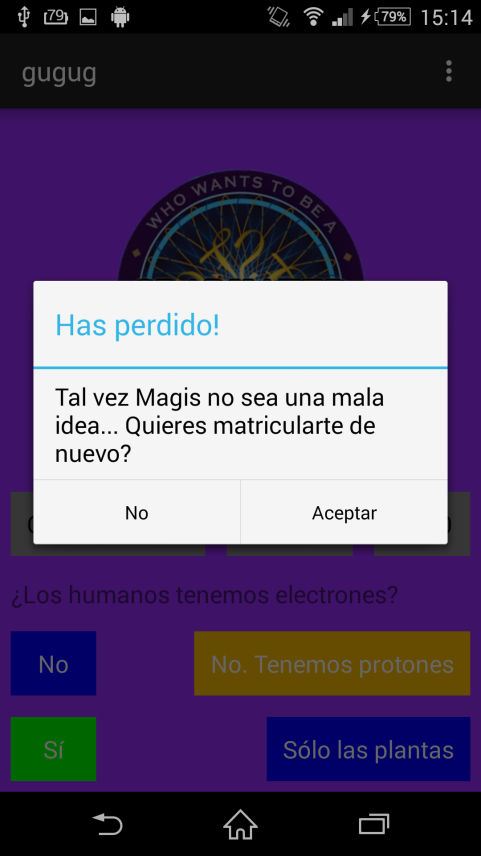 79
79%
15:14
gugug
WHO WANTS TO BE A
Has perdido!
Tal vez Magis no sea una mala
idea... Quieres matricularte de
nuevo?
No
Aceptar
¿Los humanos tenemos electrones?
No
No. Tenemos protones
Sí
Sólo las plantas